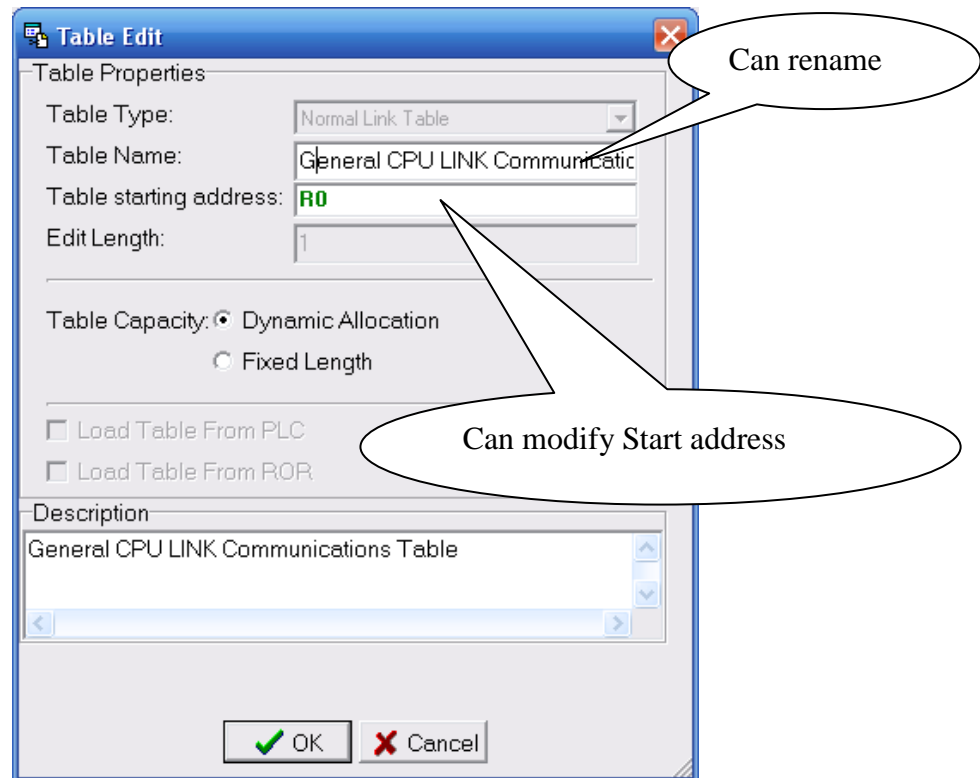 Table Edit
Can rename
Table Properties
Table Type: Normal Link Table
Table Name: General CPU LINK Communicatic
Table starting address: R0
Edit Length: 1
Table Capacity: Dynamic Allocation
Fixed Length
Can modify Start address
Load Table From PLC
Load Table From ROR
Description
General CPU LINK Communications Table
OK Cancel